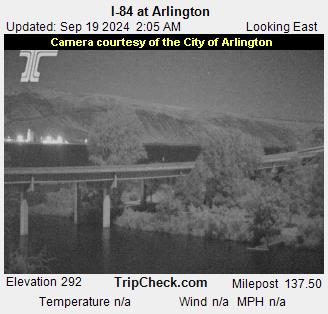 I-84 at Arlington
Updated: Sep 19 2024 2:05 AM Looking East
Camera courtesy of the City of Arlington
Elevation 292 TripCheck.com Milepost 137.50
Temperature n/a Wind n/a MPH n/a